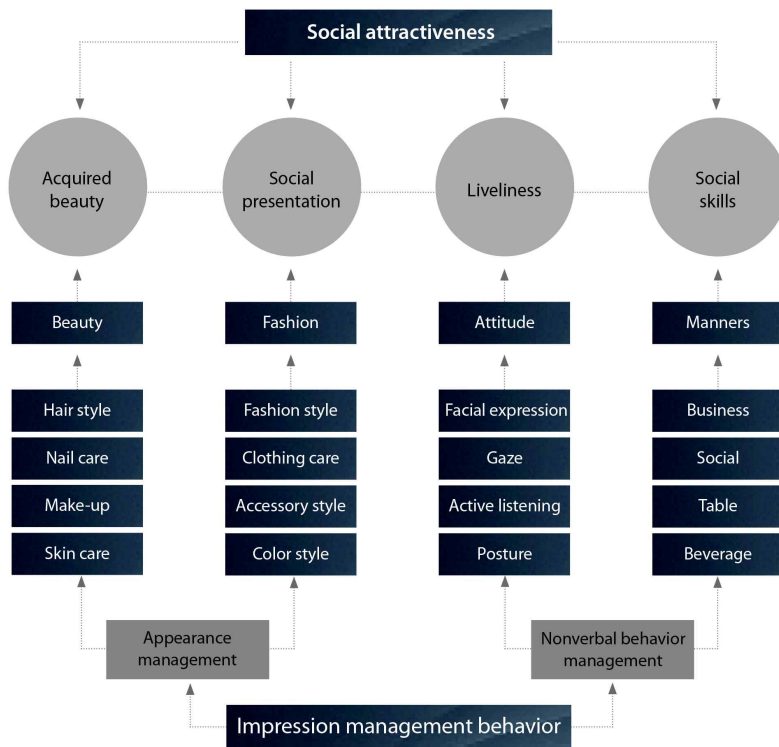 Social attractiveness
Acquired
beauty
Social
presentation
Liveliness
Social
skills
Beauty
Fashion
Attitude
Manners
Hair style
Fashion style
Facial expression
Business
Nail care
Clothing care
Gaze
Social
Make-up
Accessory style
Active listening
Table
Skin care
Color style
Posture
Beverage
Appearance
management
Nonverbal behavior
management
Impression management behavior